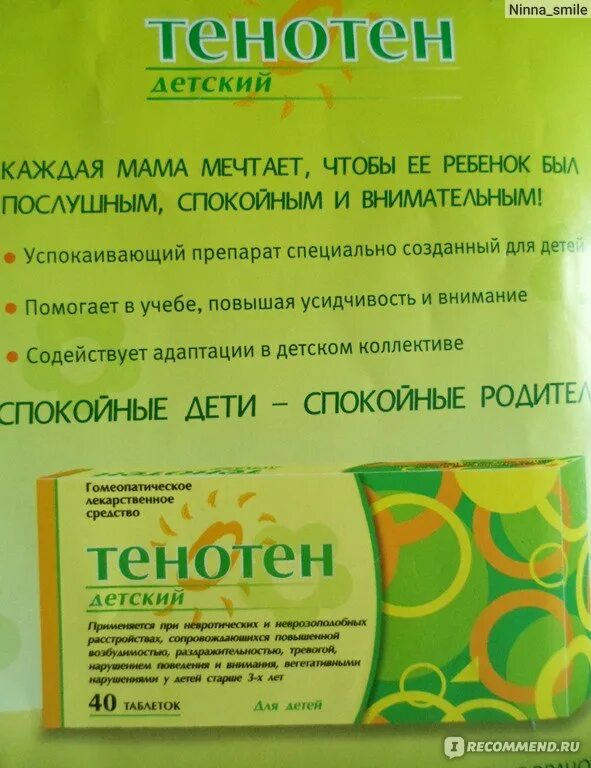 Ninna_smile
ТЕНОТЕН
детский
КАЖДАЯ МАМА МЕЧТАЕТ, ЧТОБЫ ЕЕ РЕБЕНОК БЫЛ
ПОСЛУШНЫМ, СПОКОЙНЫМ И ВНИМАТЕЛЬНЫМ!
• Успокаивающий препарат специально созданный для детей
• Помогает в учебе, повышая усидчивость и внимание
• Содействует адаптации в детском коллективе
СПОКОЙНЫЕ ДЕТИ – СПОКОЙНЫЕ РОДИТЕЛ
Гомеопатическое
лекарственное
средство
ТЕНОТЕН
детский
Применяется при невротических и неврозоподобных
расстройствах, сопровождающихся повышенной
возбудимостью, раздражительностью, тревогой,
нарушением поведения и внимания, вегетативными
нарушениями у детей старше 3-х лет
40 ТАБЛЕТОК
Для детей
IRECOMMEND.RU